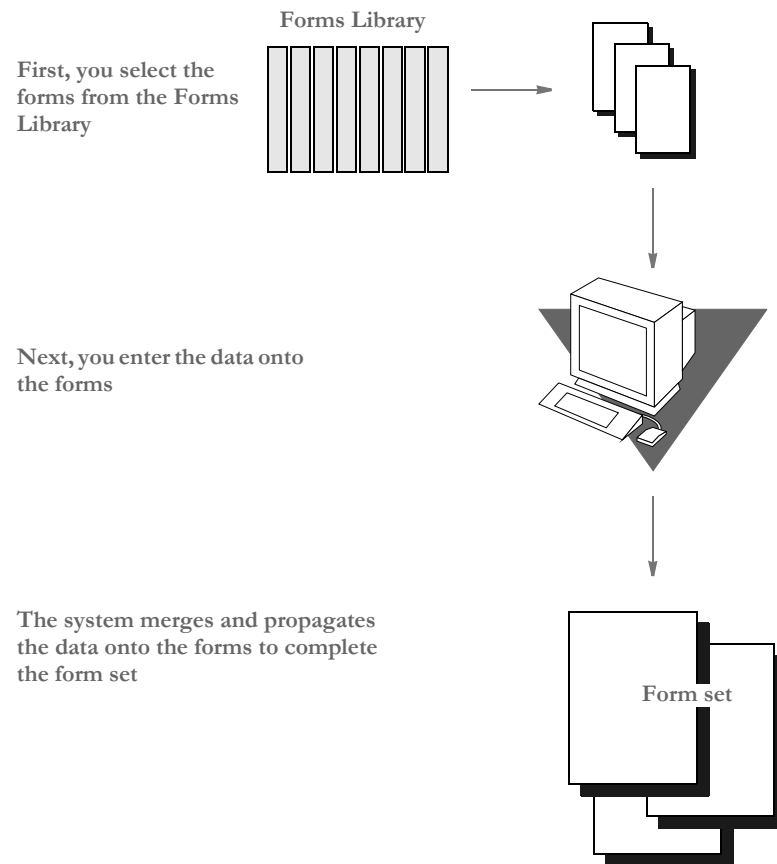 Forms Library
First, you select the
forms from the Forms
Library
Next, you enter the data onto
the forms
The system merges and propagates
the data onto the forms to complete
the form set
Form set